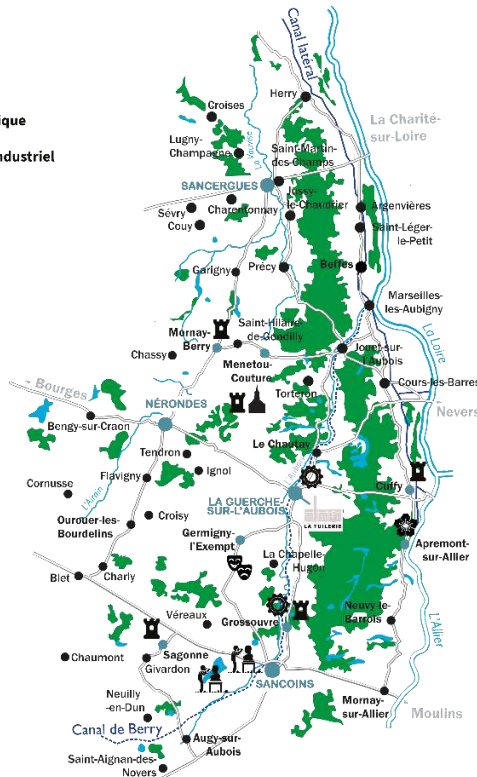 Canal latéral
Herry
ique
Croises
La Charité-
sur-Loire
Lugny-
Champagne
La Vauvise
ndustriel
Saint-Martin
des-Champs
SANCERGUES
Jussy-
le-Chaudrier
Sévry
Charentonnay
Argenvières
Couy
Saint-Léger-
le-Petit
Garigny
Précy
Beffes
Marseilles-
les-Aubigny
Saint-Hilaire-
de-Gondilly
Mornay-
Berry
La Loire
Chassy
Menetou-
Couture
Jouet-sur-
l'Aubois
Bourges
Torteron
Cours-les-Barres
NÉRONDES
Nevers
Bengy-sur-Craon
Le Chautay
Tendron
Ignol
Flavigny
Cornusse
L'Airain
LA GUERCHE-
SUR-L'AUBOIS
Cuffy
LA TUILERIE
Croisy
Ourouer-les-
Bourdelins
Germigny-
l'Exempt
Apremont-
sur-Allier
La Chapelle-
Hugon
Blet
Charly
Neuvy-le-
Barrois
Véreaux
Grossouvre
L'Allier
Chaumont
Sagonne
Givardon
SANCOINS
Neuilly
-en-Dun
Mornay-
sur-Allier
Moulins
Canal de Berry
Augy-sur-
Aubois
Saint-Aignan-des-
Noyers